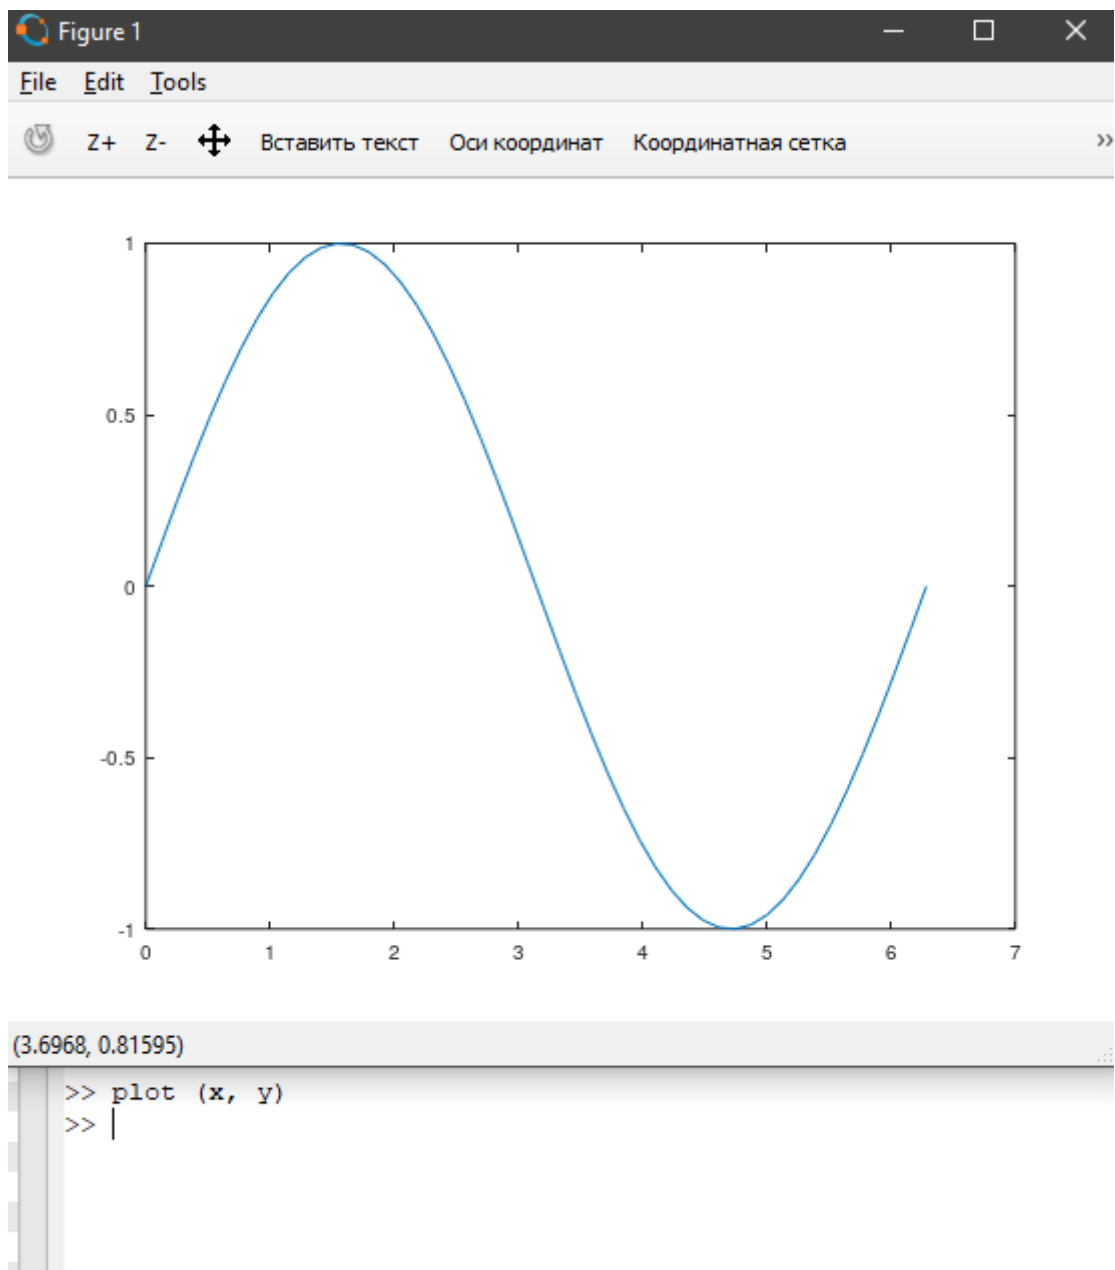 Figure 1
File Edit Tools
Z+ Z- Вставить текст Оси координат Координатная сетка »
1
0.5
0
-0.5
-1
0 1 2 3 4 5 6 7
(3.6968, 0.81595)
>> plot (x, y)
>>